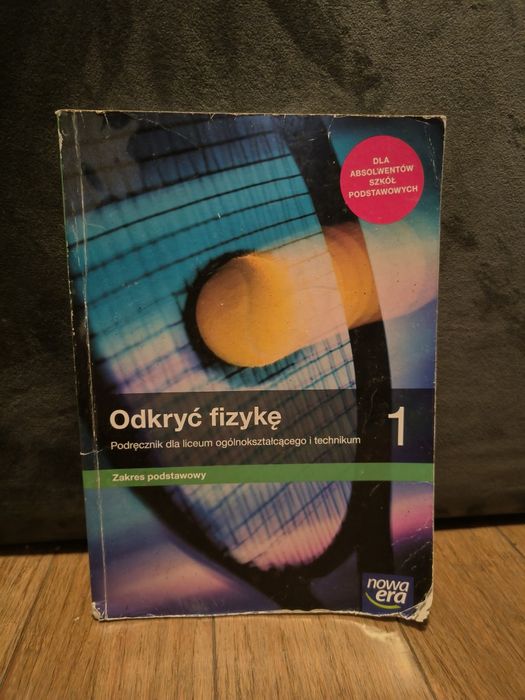 DLA
ABSOLWENTÓW
SZKÓŁ
PODSTAWOWYCH
Odkryć fizykę
1
Podręcznik dla liceum ogólnokształcącego i technikum
Zakres podstawowy
nowa
era